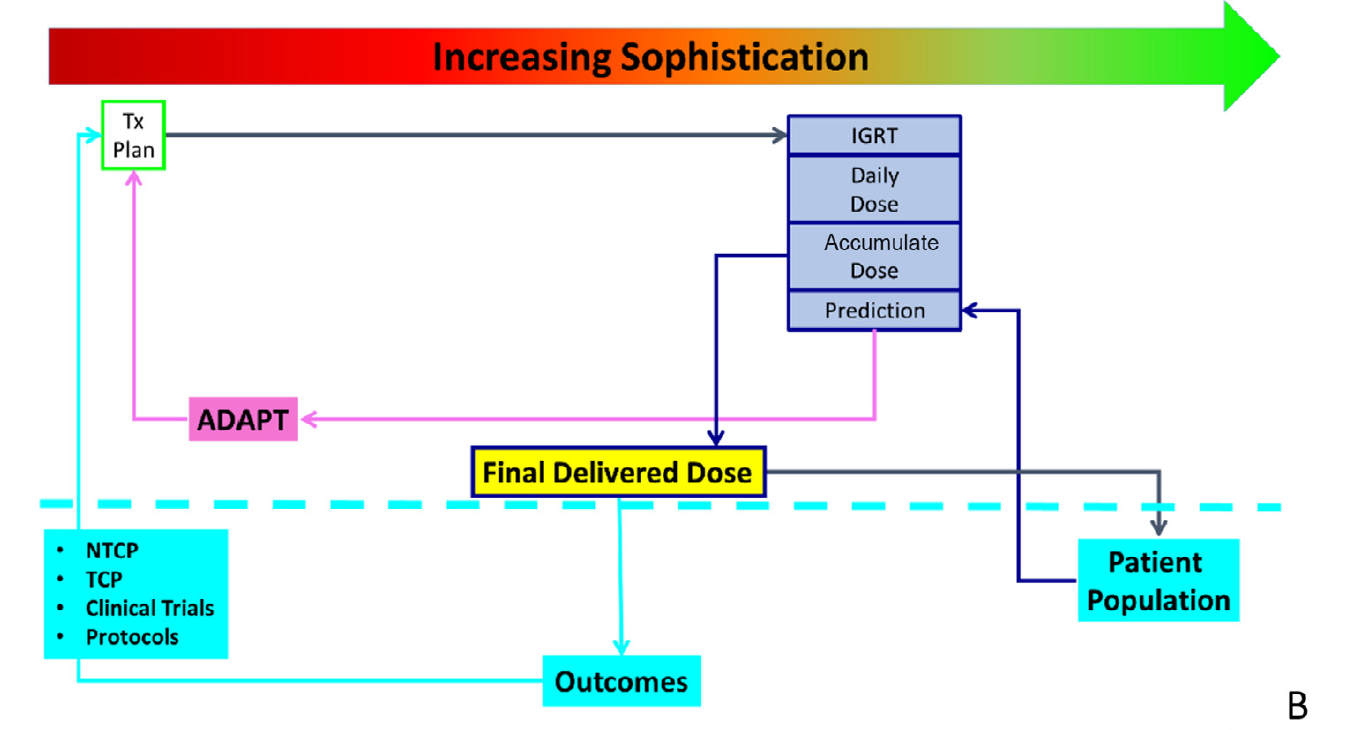 Increasing Sophistication
Tx
Plan
IGRT
Daily
Dose
Accumulate
Dose
Prediction
ADAPT
Final Delivered Dose
• NTCP
• TCP
• Clinical Trials
• Protocols
Patient
Population
Outcomes
B